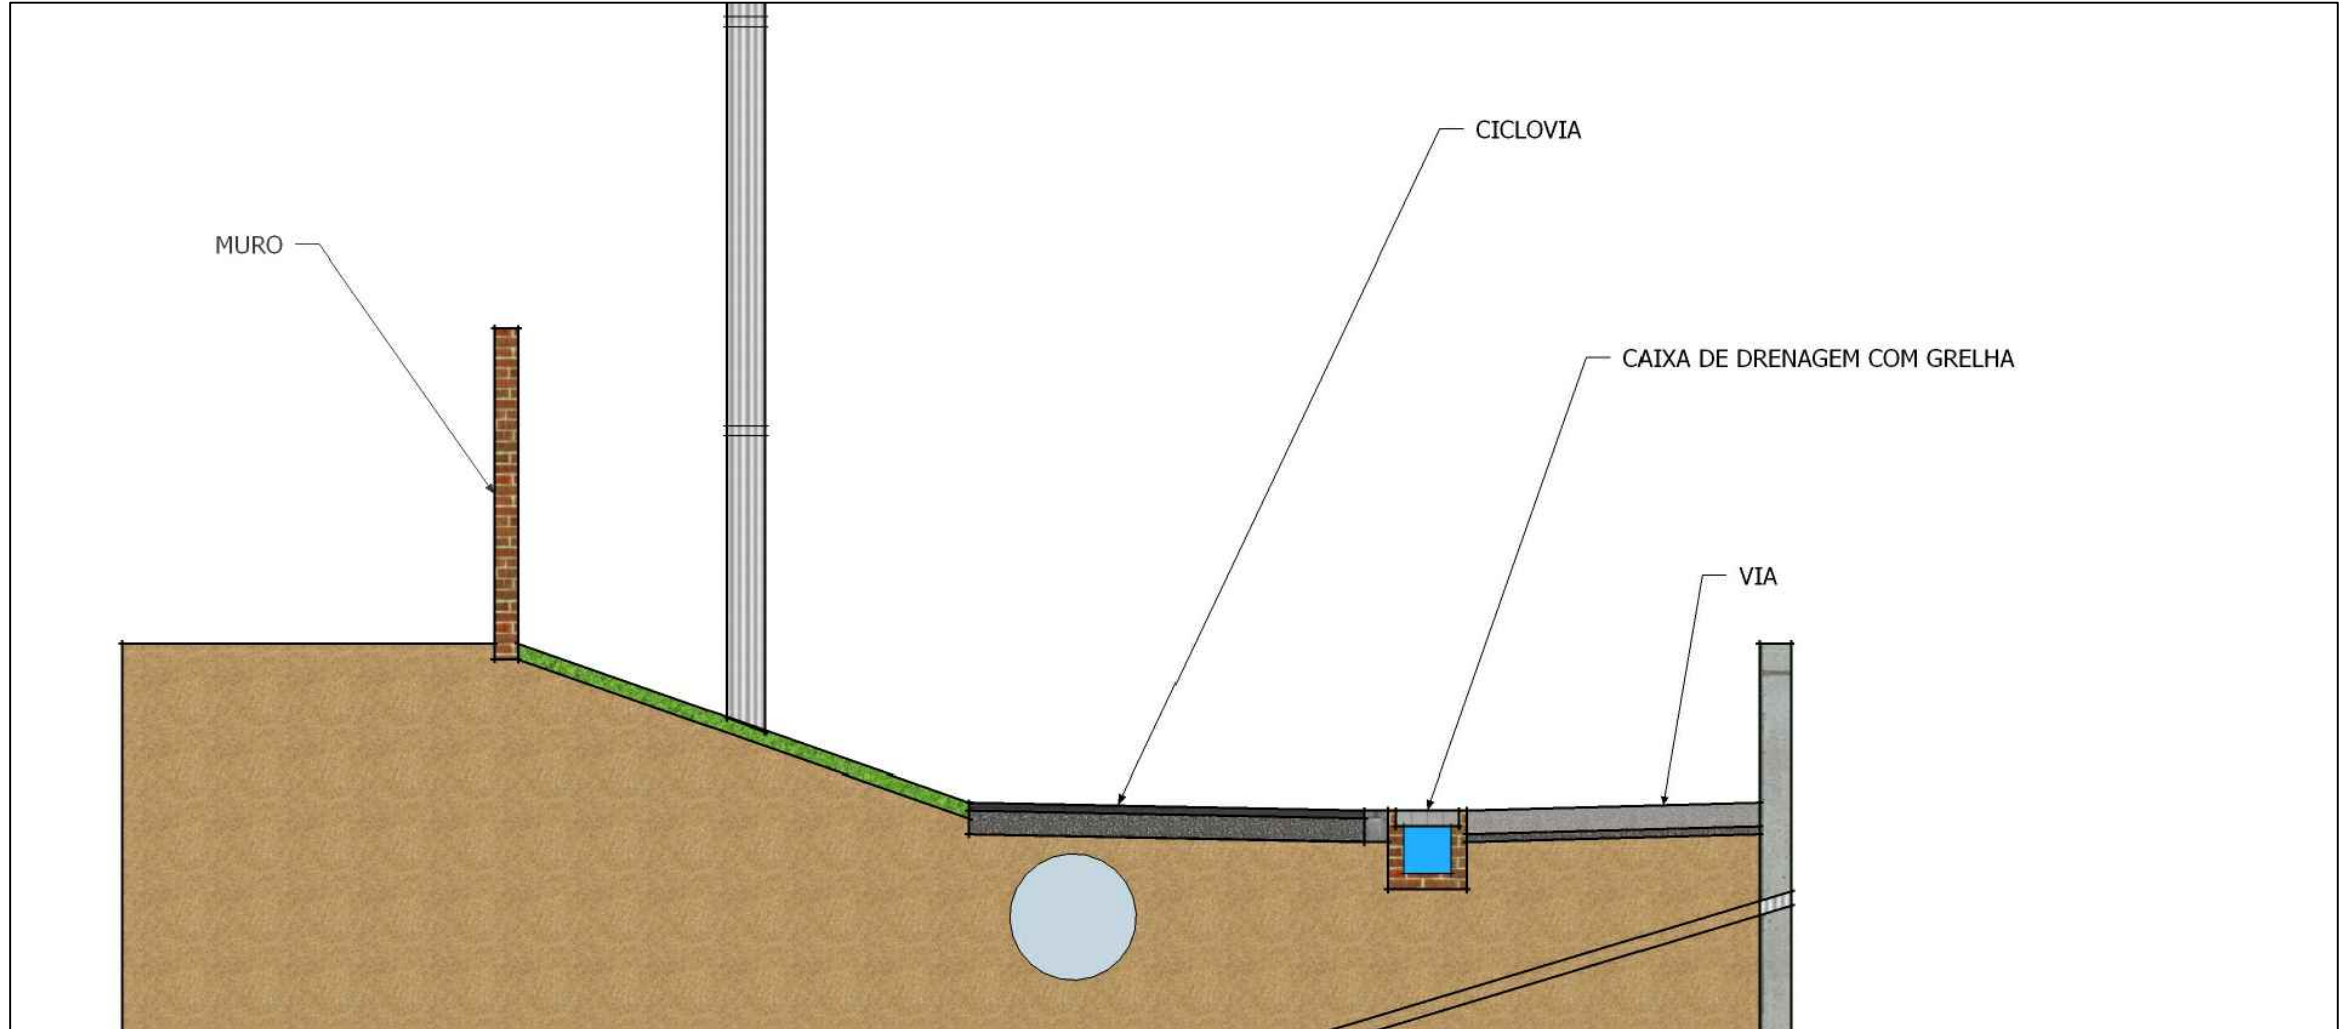 CICLOVIA
MURO
CAIXA DE DRENAGEM COM GRELHA
VIA